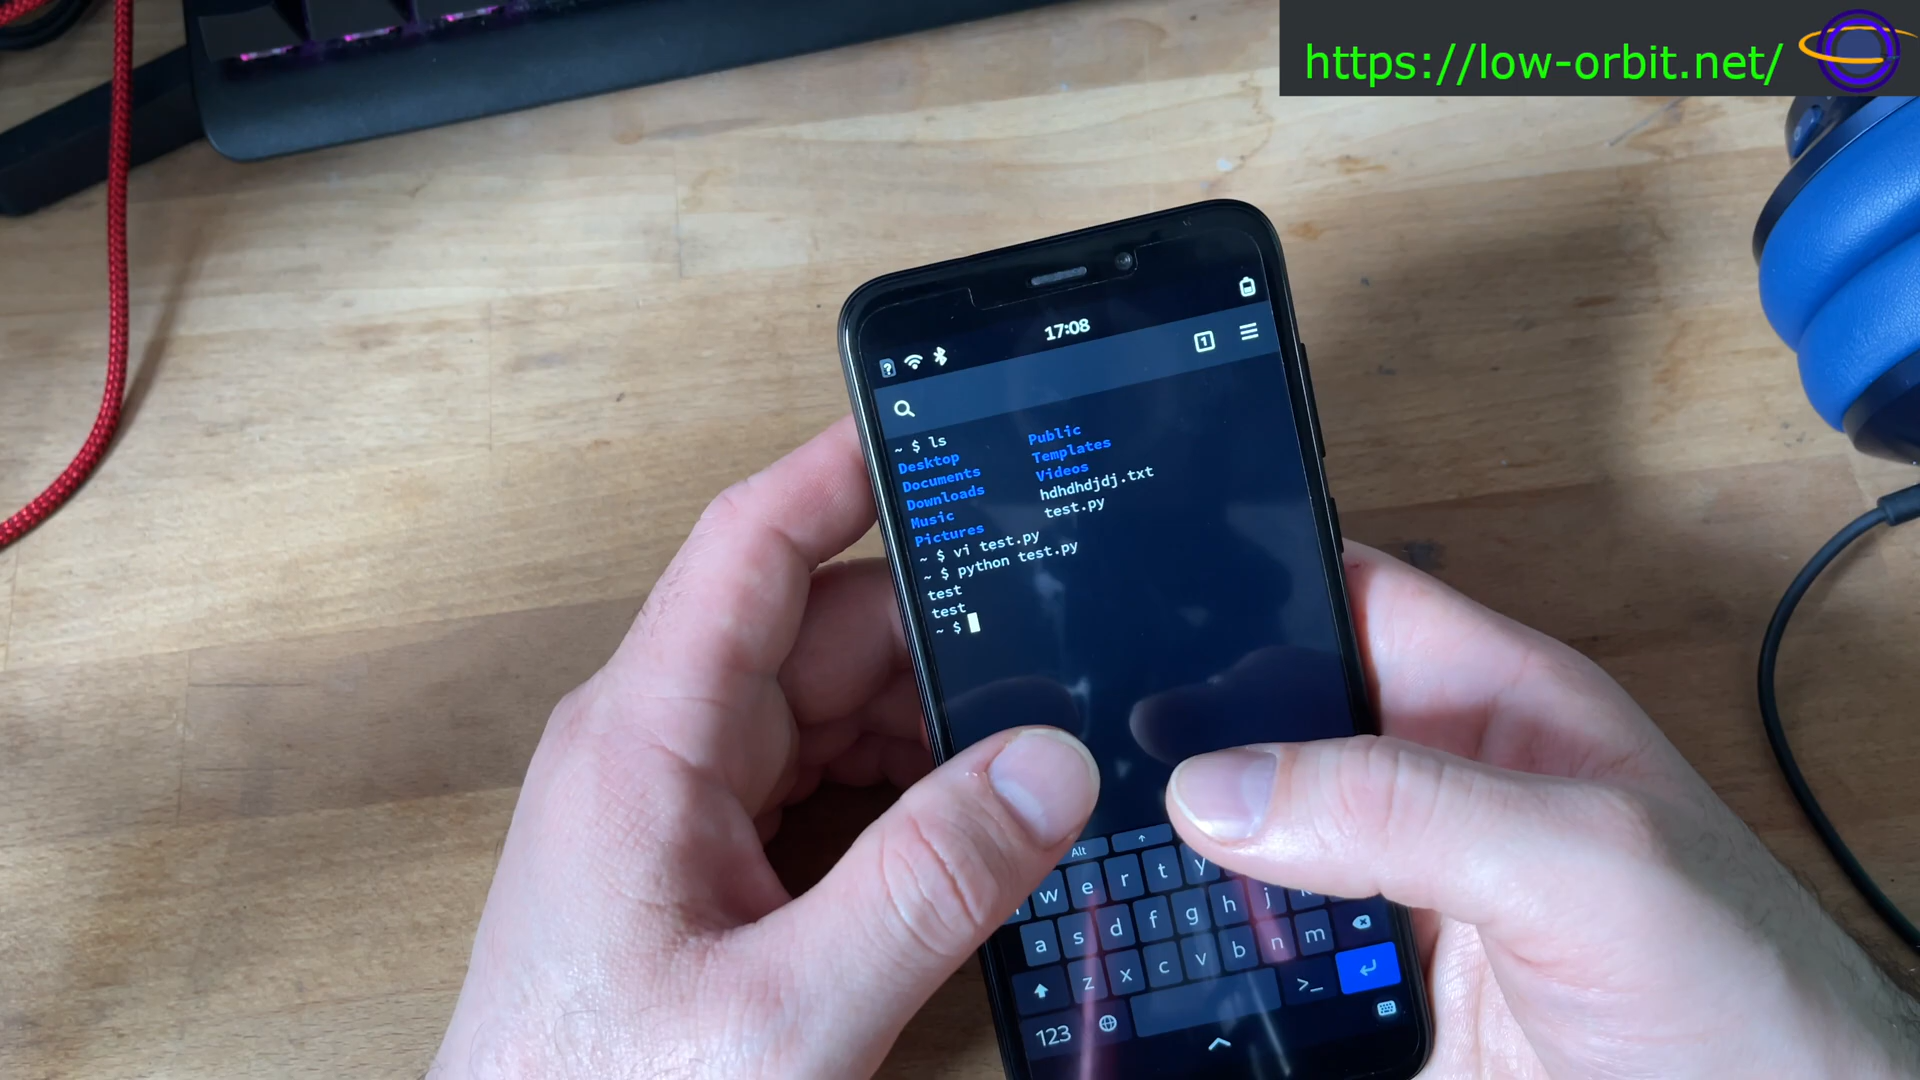 https://low-orbit.net/
17:08
1
?
~ $ ls
Desktop Public
Documents Templates
Downloads Videos
Music hdhdhdjdj.txt
Pictures test.py
~ $ vi test.py
~ $ python test.py
test
test
~ $
Alt ↑
w e r t y
a s d f g h j
z x c v b n m
123 >_